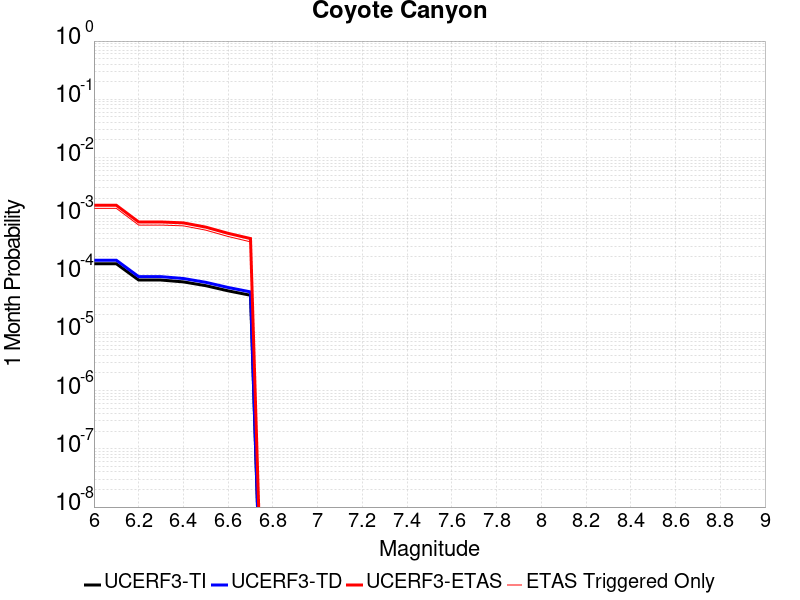 Coyote Canyon
1 Month Probability
10^0
10^-1
10^-2
10^-3
10^-4
10^-5
10^-6
10^-7
10^-8
6 6.2 6.4 6.6 6.8 7 7.2 7.4 7.6 7.8 8 8.2 8.4 8.6 8.8 9
Magnitude
UCERF3-TI UCERF3-TD UCERF3-ETAS ETAS Triggered Only